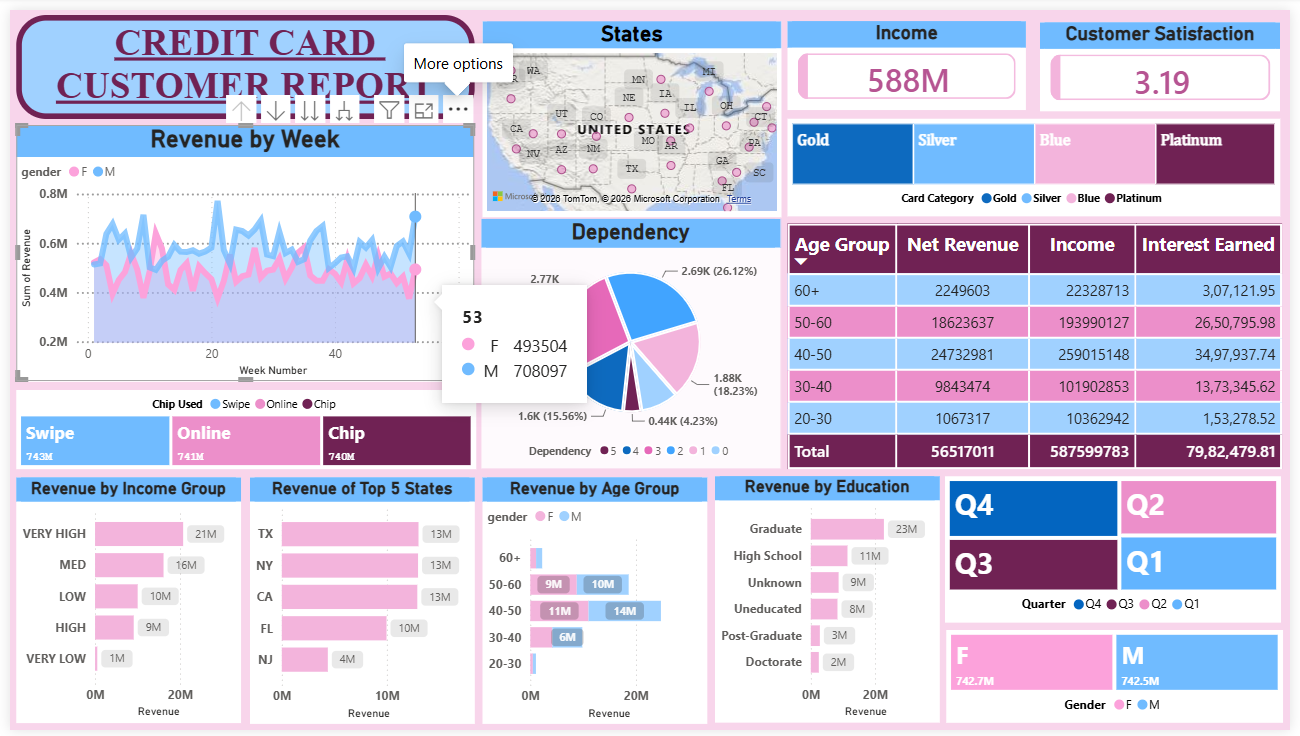 CREDIT CARD
CUSTOMER REPORT
More options
Revenue by Week
gender F M
0.8M
0.6M
0.4M
0.2M
Sum of Revenue
0 20 40
Week Number
53
F 493504
M 708097
Chip Used Swipe Online Chip
Swipe
743M
Online
741M
Chip
740M
States
WA
MN
MI
NE
IA
IL
OH
UT
CO
CT
CA
UNITED STATES
NV
AZ
NM
MO
AR
PA
TX
GA
SC
FL
© 2026 TomTom, © 2026 Microsoft Corporation Terms
Dependency
2.77K
2.69K (26.12%)
1.88K
(18.23%)
1.6K (15.56%)
0.44K (4.23%)
Dependency 5 4 3 2 1 0
Income
588M
Customer Satisfaction
3.19
Gold
Silver
Blue
Platinum
Card Category Gold Silver Blue Platinum
Age Group Net Revenue Income Interest Earned
60+ 2249603 22328713 3,07,121.95
50-60 18623637 193990127 26,50,795.98
40-50 24732981 259015148 34,97,937.74
30-40 9843474 101902853 13,73,345.62
20-30 1067317 10362942 1,53,278.52
Total 56517011 587599783 79,82,479.81
Revenue by Income Group
VERY HIGH 21M
MED 16M
LOW 10M
HIGH 9M
VERY LOW 1M
0M 20M
Revenue
Revenue of Top 5 States
TX 13M
NY 13M
CA 13M
FL 10M
NJ 4M
0M 10M
Revenue
Revenue by Age Group
gender F M
60+
50-60 9M 10M
40-50 11M 14M
30-40 6M
20-30
0M 20M
Revenue
Revenue by Education
Graduate 23M
High School 11M
Unknown 9M
Uneducated 8M
Post-Graduate 3M
Doctorate 2M
0M 20M
Revenue
Q4
Q2
Q3
Q1
Quarter Q4 Q3 Q2 Q1
F
742.7M
M
742.5M
Gender F M